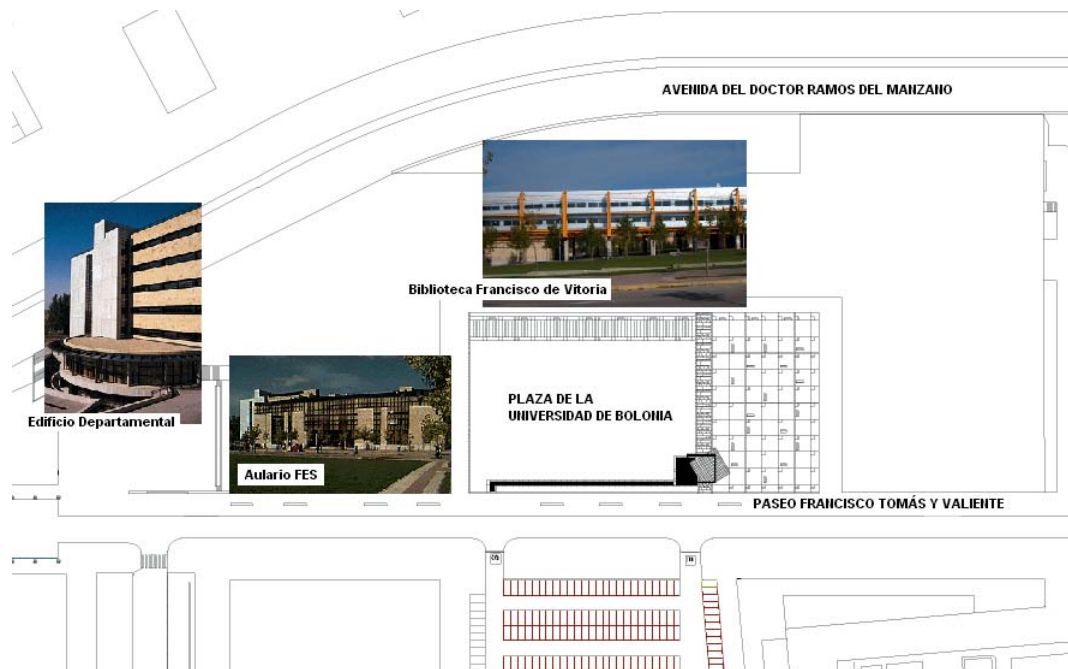 AVENIDA DEL DOCTOR RAMOS DEL MANZANO
Biblioteca Francisco de Vitoria
PLAZA DE LA
UNIVERSIDAD DE BOLONIA
Edificio Departamental
Aulario FES
PASEO FRANCISCO TOMÁS Y VALIENTE